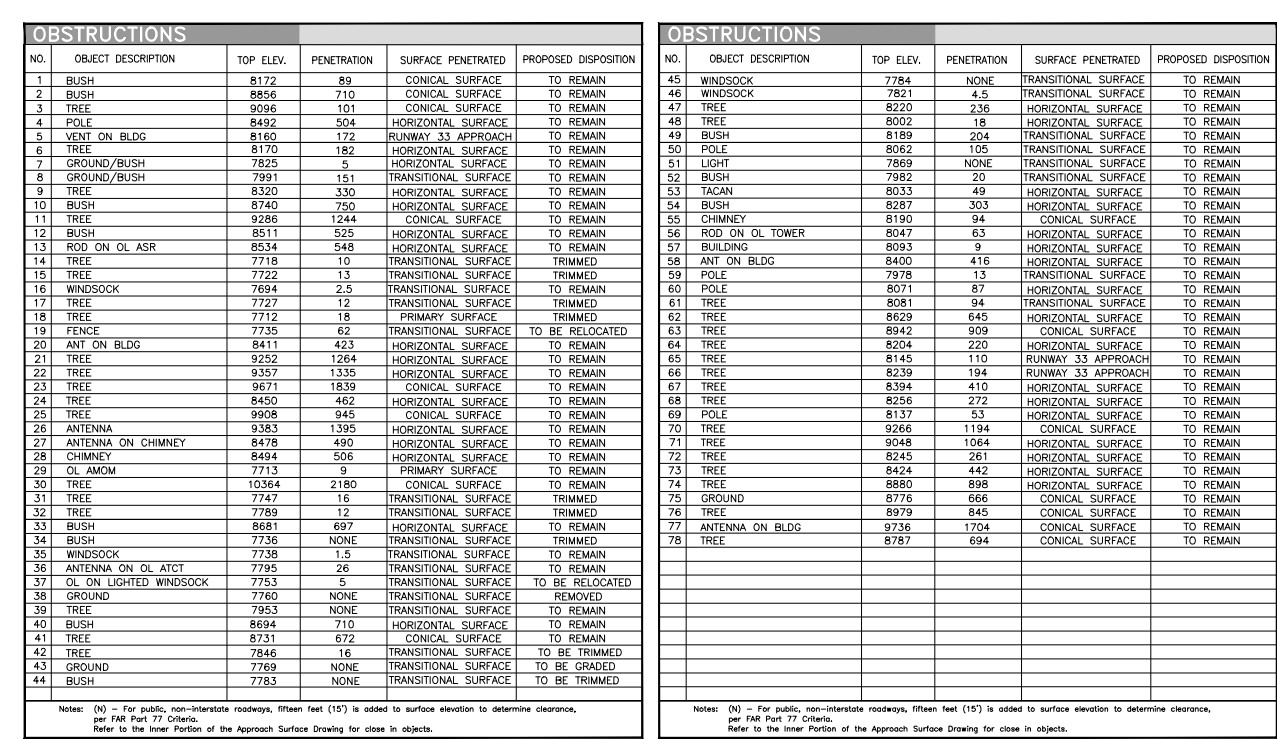 OBSTRUCTIONS
NO. OBJECT DESCRIPTION TOP ELEV. PENETRATION SURFACE PENETRATED PROPOSED DISPOSITION
1 BUSH 8172 89 CONICAL SURFACE TO REMAIN
2 BUSH 8856 710 CONICAL SURFACE TO REMAIN
3 TREE 9096 101 CONICAL SURFACE TO REMAIN
4 POLE 8492 504 HORIZONTAL SURFACE TO REMAIN
5 VENT ON BLDG 8160 172 RUNWAY 33 APPROACH TO REMAIN
6 TREE 8170 182 HORIZONTAL SURFACE TO REMAIN
7 GROUND/BUSH 7825 5 HORIZONTAL SURFACE TO REMAIN
8 GROUND/BUSH 7991 151 TRANSITIONAL SURFACE TO REMAIN
9 TREE 8320 330 HORIZONTAL SURFACE TO REMAIN
10 BUSH 8740 750 HORIZONTAL SURFACE TO REMAIN
11 TREE 9286 1244 CONICAL SURFACE TO REMAIN
12 BUSH 8511 525 HORIZONTAL SURFACE TO REMAIN
13 ROD ON OL ASR 8534 548 HORIZONTAL SURFACE TO REMAIN
14 TREE 7718 10 TRANSITIONAL SURFACE TRIMMED
15 TREE 7722 13 TRANSITIONAL SURFACE TRIMMED
16 WINDSOCK 7694 2.5 TRANSITIONAL SURFACE TO REMAIN
17 TREE 7727 12 TRANSITIONAL SURFACE TRIMMED
18 TREE 7712 18 PRIMARY SURFACE TRIMMED
19 FENCE 7735 62 TRANSITIONAL SURFACE TO BE RELOCATED
20 ANT ON BLDG 8411 423 HORIZONTAL SURFACE TO REMAIN
21 TREE 9252 1264 HORIZONTAL SURFACE TO REMAIN
22 TREE 9357 1335 HORIZONTAL SURFACE TO REMAIN
23 TREE 9671 1839 CONICAL SURFACE TO REMAIN
24 TREE 8450 462 HORIZONTAL SURFACE TO REMAIN
25 TREE 9908 945 CONICAL SURFACE TO REMAIN
26 ANTENNA 9383 1395 HORIZONTAL SURFACE TO REMAIN
27 ANTENNA ON CHIMNEY 8478 490 HORIZONTAL SURFACE TO REMAIN
28 CHIMNEY 8494 506 HORIZONTAL SURFACE TO REMAIN
29 OL AMOM 7713 9 PRIMARY SURFACE TO REMAIN
30 TREE 10364 2180 CONICAL SURFACE TO REMAIN
31 TREE 7747 16 TRANSITIONAL SURFACE TRIMMED
32 TREE 7789 12 TRANSITIONAL SURFACE TRIMMED
33 BUSH 8681 697 HORIZONTAL SURFACE TO REMAIN
34 BUSH 7736 NONE TRANSITIONAL SURFACE TRIMMED
35 WINDSOCK 7738 1.5 TRANSITIONAL SURFACE TO REMAIN
36 ANTENNA ON OL ATCT 7795 26 TRANSITIONAL SURFACE TO REMAIN
37 OL ON LIGHTED WINDSOCK 7753 5 TRANSITIONAL SURFACE TO BE RELOCATED
38 GROUND 7760 NONE TRANSITIONAL SURFACE REMOVED
39 TREE 7953 NONE TRANSITIONAL SURFACE TO REMAIN
40 BUSH 8694 710 HORIZONTAL SURFACE TO REMAIN
41 TREE 8731 672 CONICAL SURFACE TO REMAIN
42 TREE 7846 16 TRANSITIONAL SURFACE TO BE TRIMMED
43 GROUND 7769 NONE TRANSITIONAL SURFACE TO BE GRADED
44 BUSH 7783 NONE TRANSITIONAL SURFACE TO BE TRIMMED
Notes: (N) – For public, non-interstate roadways, fifteen feet (15') is added to surface elevation to determine clearance,
per FAR Part 77 Criteria.
Refer to the Inner Portion of the Approach Surface Drawing for close in objects.
OBSTRUCTIONS
NO. OBJECT DESCRIPTION TOP ELEV. PENETRATION SURFACE PENETRATED PROPOSED DISPOSITION
45 WINDSOCK 7784 NONE TRANSITIONAL SURFACE TO REMAIN
46 WINDSOCK 7821 4.5 TRANSITIONAL SURFACE TO REMAIN
47 TREE 8220 236 HORIZONTAL SURFACE TO REMAIN
48 TREE 8002 18 HORIZONTAL SURFACE TO REMAIN
49 BUSH 8189 204 TRANSITIONAL SURFACE TO REMAIN
50 POLE 8062 105 TRANSITIONAL SURFACE TO REMAIN
51 LIGHT 7869 NONE TRANSITIONAL SURFACE TO REMAIN
52 BUSH 7982 20 TRANSITIONAL SURFACE TO REMAIN
53 TACAN 8033 49 HORIZONTAL SURFACE TO REMAIN
54 BUSH 8287 303 HORIZONTAL SURFACE TO REMAIN
55 CHIMNEY 8190 94 CONICAL SURFACE TO REMAIN
56 ROD ON OL TOWER 8047 63 HORIZONTAL SURFACE TO REMAIN
57 BUILDING 8093 9 HORIZONTAL SURFACE TO REMAIN
58 ANT ON BLDG 8400 416 HORIZONTAL SURFACE TO REMAIN
59 POLE 7978 13 TRANSITIONAL SURFACE TO REMAIN
60 POLE 8071 87 HORIZONTAL SURFACE TO REMAIN
61 TREE 8081 94 TRANSITIONAL SURFACE TO REMAIN
62 TREE 8629 645 HORIZONTAL SURFACE TO REMAIN
63 TREE 8942 909 CONICAL SURFACE TO REMAIN
64 TREE 8204 220 HORIZONTAL SURFACE TO REMAIN
65 TREE 8145 110 RUNWAY 33 APPROACH TO REMAIN
66 TREE 8239 194 RUNWAY 33 APPROACH TO REMAIN
67 TREE 8394 410 HORIZONTAL SURFACE TO REMAIN
68 TREE 8256 272 HORIZONTAL SURFACE TO REMAIN
69 POLE 8137 53 HORIZONTAL SURFACE TO REMAIN
70 TREE 9266 1194 CONICAL SURFACE TO REMAIN
71 TREE 9048 1064 HORIZONTAL SURFACE TO REMAIN
72 TREE 8245 261 HORIZONTAL SURFACE TO REMAIN
73 TREE 8424 442 HORIZONTAL SURFACE TO REMAIN
74 TREE 8880 898 HORIZONTAL SURFACE TO REMAIN
75 GROUND 8776 666 CONICAL SURFACE TO REMAIN
76 TREE 8979 845 CONICAL SURFACE TO REMAIN
77 ANTENNA ON BLDG 9736 1704 CONICAL SURFACE TO REMAIN
78 TREE 8787 694 CONICAL SURFACE TO REMAIN
Notes: (N) – For public, non-interstate roadways, fifteen feet (15') is added to surface elevation to determine clearance,
per FAR Part 77 Criteria.
Refer to the Inner Portion of the Approach Surface Drawing for close in objects.